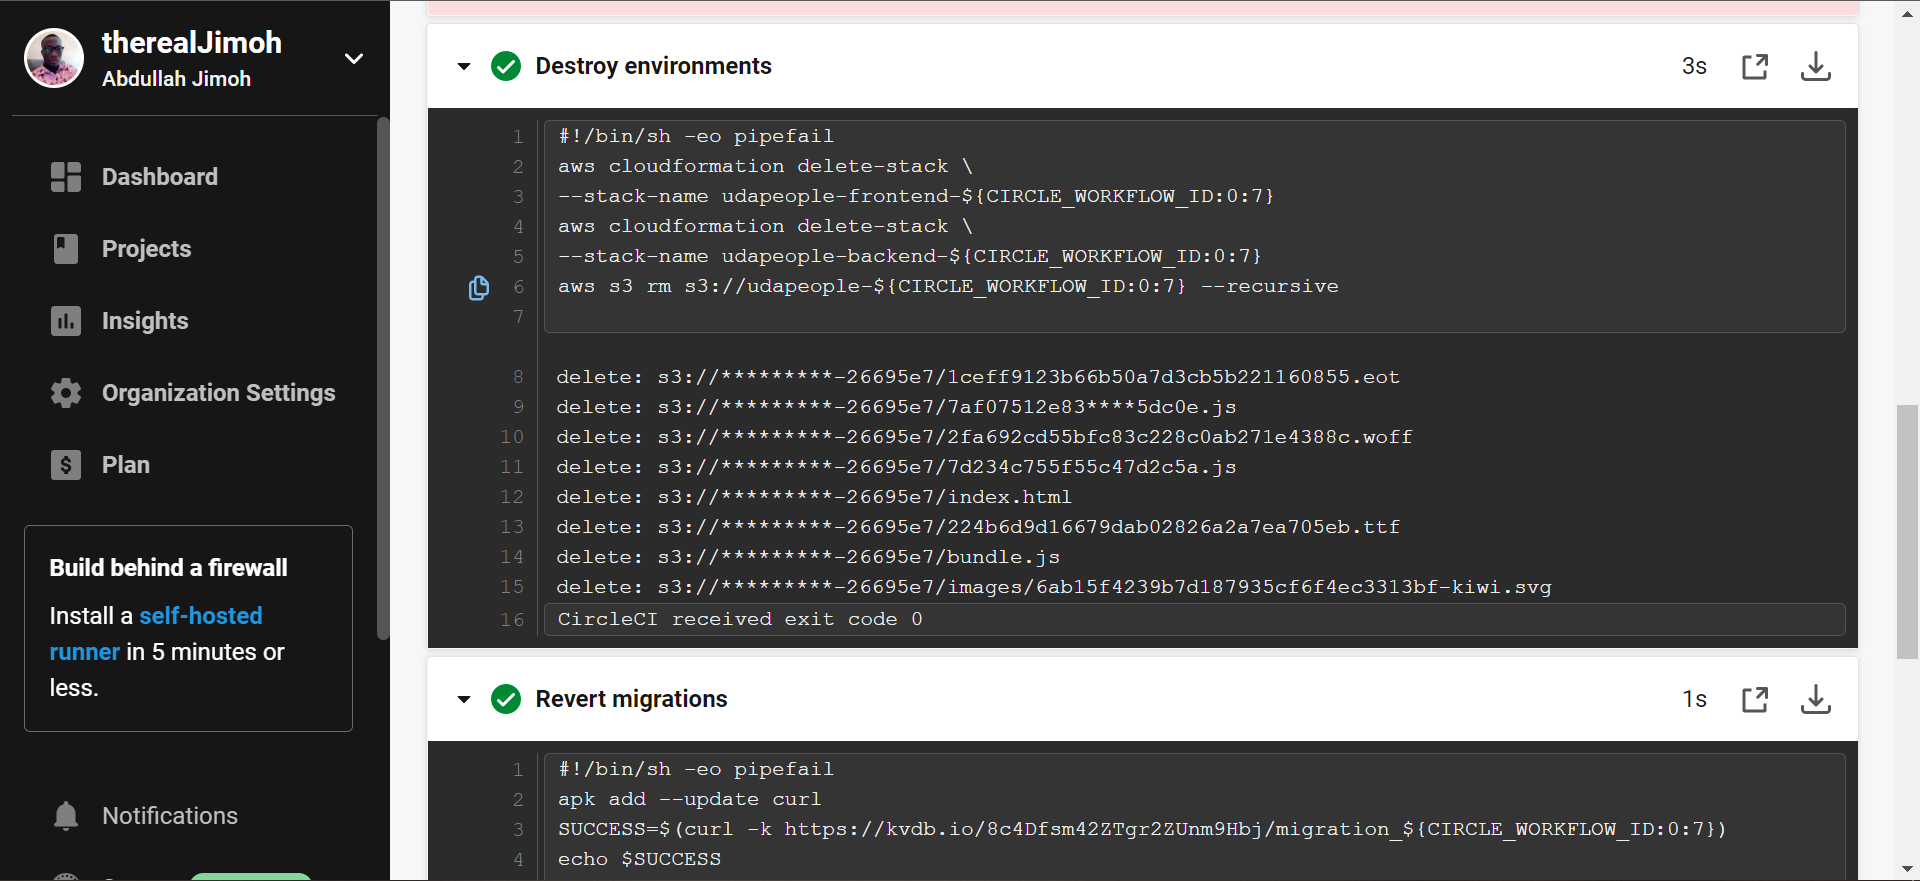 therealJimoh
Abdullah Jimoh
Dashboard
Projects
Insights
Organization Settings
Plan
Build behind a firewall
Install a self-hosted
runner in 5 minutes or
less.
Notifications
Destroy environments 3s
1 #!/bin/sh -eo pipefail
2 aws cloudformation delete-stack \
3 --stack-name udapeople-frontend-${CIRCLE_WORKFLOW_ID:0:7}
4 aws cloudformation delete-stack \
5 --stack-name udapeople-backend-${CIRCLE_WORKFLOW_ID:0:7}
6 aws s3 rm s3://udapeople-${CIRCLE_WORKFLOW_ID:0:7} --recursive
7
8 delete: s3://*********-26695e7/1ceff9123b66b50a7d3cb5b221160855.eot
9 delete: s3://*********-26695e7/7af07512e83****5dc0e.js
10 delete: s3://*********-26695e7/2fa692cd55bfc83c228c0ab271e4388c.woff
11 delete: s3://*********-26695e7/7d234c755f55c47d2c5a.js
12 delete: s3://*********-26695e7/index.html
13 delete: s3://*********-26695e7/224b6d9d16679dab02826a2a7ea705eb.ttf
14 delete: s3://*********-26695e7/bundle.js
15 delete: s3://*********-26695e7/images/6ab15f4239b7d187935cf6f4ec3313bf-kiwi.svg
16 CircleCI received exit code 0
Revert migrations 1s
1 #!/bin/sh -eo pipefail
2 apk add --update curl
3 SUCCESS=$(curl -k https://kvdb.io/8c4Dfsm42ZTgr2ZUnm9Hbj/migration_${CIRCLE_WORKFLOW_ID:0:7})
4 echo $SUCCESS